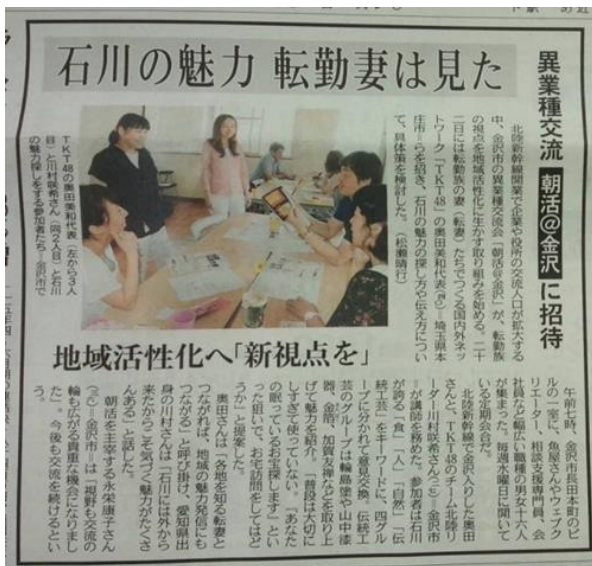 石川の魅力 転勤妻は見た
異業種交流 朝活@金沢 に招待
北陸新幹線開業で企業や役所の交流人口が拡大する
中、金沢市の異業種交流会「朝活@金沢」が、転勤族
の視点を地域活性化に生かす取り組みを始める。二十
二日には転勤族の妻(転妻)たちでつくる国内外ネッ
トワーク「TKT48」の奥田美和代表
=埼玉県本
庄市=らを招き、石川の魅力の探し方や伝え方につい
て、具体策を検討した。(松瀬晴行)
TKT48の奥田美和代表(左から3人
目)と川村咲希さん(同2人目)と石川
の魅力探しをする参加者たち=金沢市で
地域活性化へ「新視点を」
午前七時、金沢市長田本町のビ
ルの一室に、魚屋さんやウェブク
リエーター、相談支援専門員、会
社員など幅広い職種の男女十六人
が集まった。毎週水曜日に開いて
いる定期会合だ。
北陸新幹線で金沢入りした奥田
さんと、TKT48のチーム北陸リ
ーダー川村咲希さん
=金沢市
=が講師を務めた。参加者は石川
が誇る「食」「人」「自然」「伝
統工芸」をキーワードに、四グル
ープに分かれて意見交換。伝統工
芸のグループは輪島塗や山中漆
器、金箔、加賀友禅などを取り上
げて魅力を紹介。「普段は大切に
しすぎて使っていない。『あなた
の眠っているお宝探します』とい
った狙いで、お宅訪問をしてはど
うか」と提案した。
奥田さんは「各地を知る転妻と
つながれば、地域の魅力発信にも
つながる」と呼び掛け、愛知県出
身の川村さんは「石川には外から
来たからこそ気づく魅力がたくさ
んある」と話した。
朝活を主宰する永栄康子さん
=金沢市=は「視野も交流の
輪も広がる貴重な機会になりまし
た」。今後も交流を続けるとい
う。